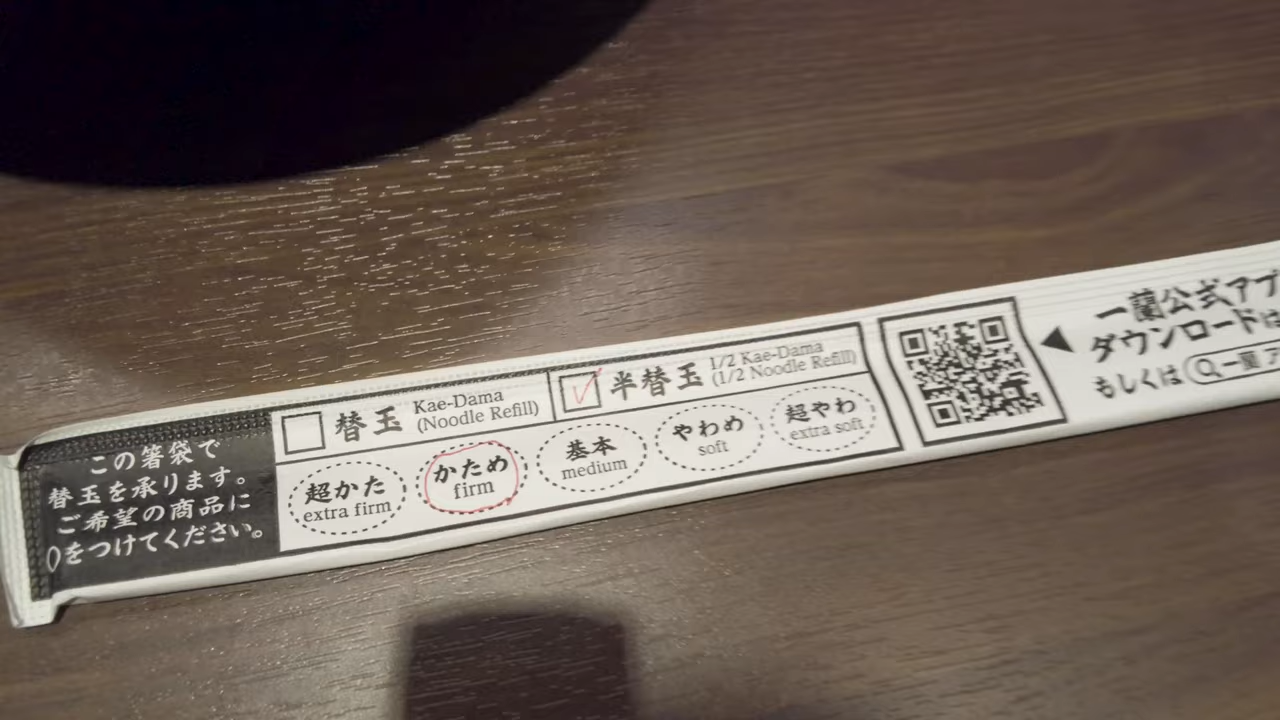 この箸袋で
替玉を承ります。
ご希望の商品に
○をつけてください。
替玉 Kae-Dama
(Noodle Refill)
半替玉 1/2 Kae-Dama
(1/2 Noodle Refill)
超かた
extra firm
かため
firm
基本
medium
やわめ
soft
超やわ
extra soft
一蘭公式アプ
ダウンロードは
もしくは 一蘭 ア